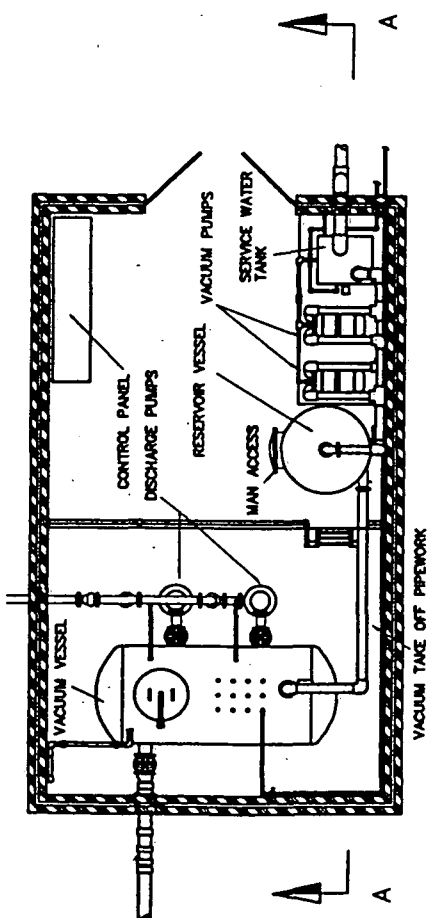 A
SERVICE WATER
TANK
VACUUM PUMPS
RESERVOIR VESSEL
CONTROL PANEL
DISCHARGE PUMPS
MAN ACCESS
VACUUM VESSEL
VACUUM TAKE OFF PIPEWORK
A